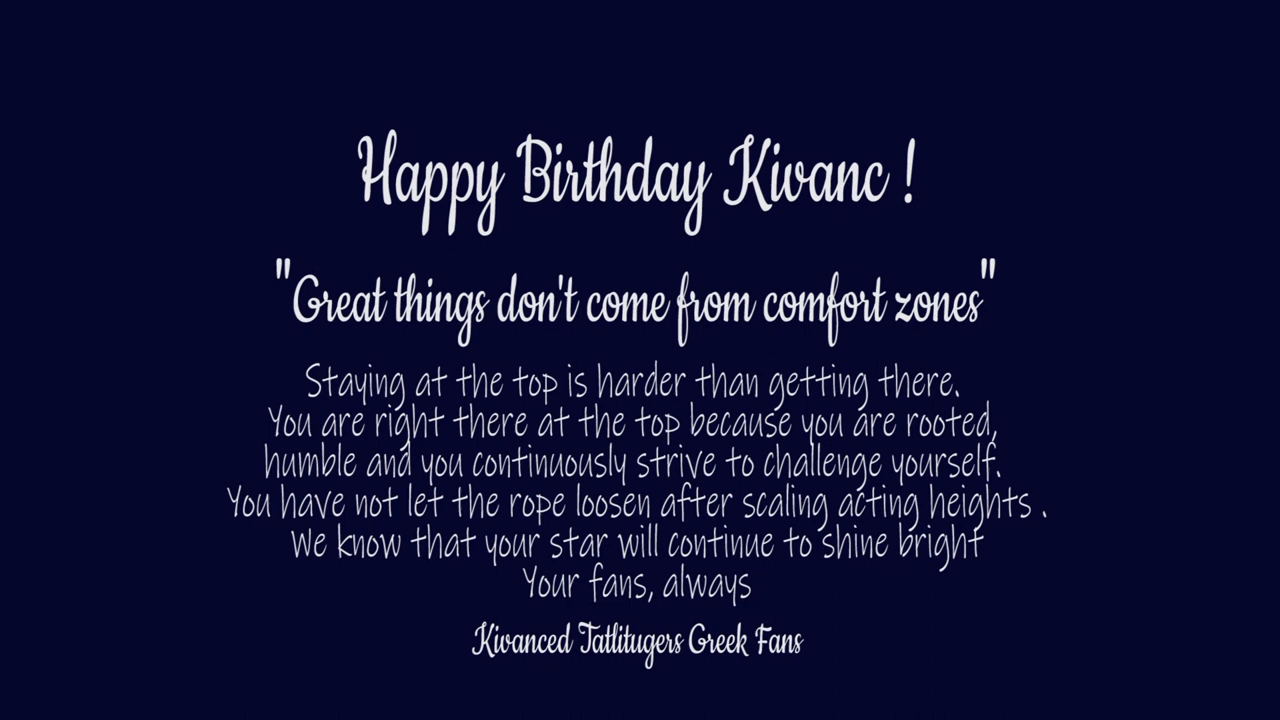 Happy Birthday Kivanc !
"Great things don't come from comfort zones"
Staying at the top is harder than getting there.
You are right there at the top because you are rooted,
humble and you continuously strive to challenge yourself.
You have not let the rope loosen after scaling acting heights .
We know that your star will continue to shine bright
Your fans, always
Kivanced Tatlitugers Greek Fans